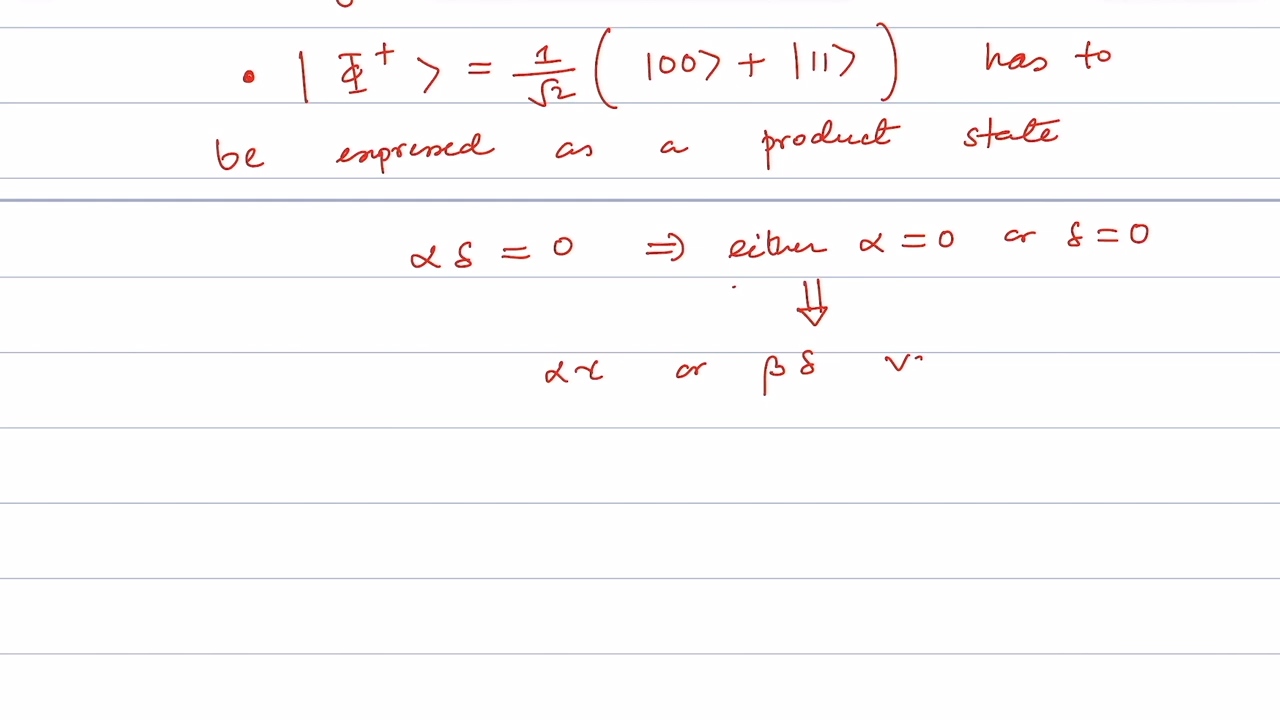 • |Φ⁺⟩ = 1/√2 ( |00⟩ + |11⟩ ) has to
be expressed as a product state
αδ = 0 ⇒ either α = 0 or δ = 0
⇓
αγ or βδ